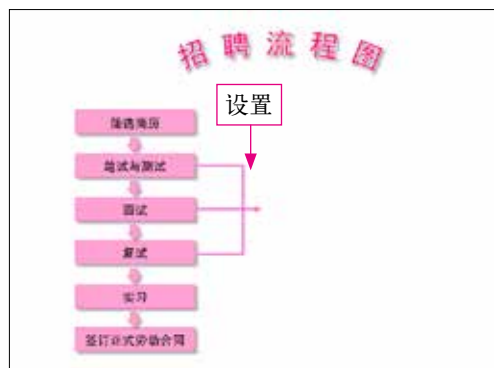 招聘流程图
设置
筛选简历
笔试与测试
面试
复试
实习
签订正式劳动合同